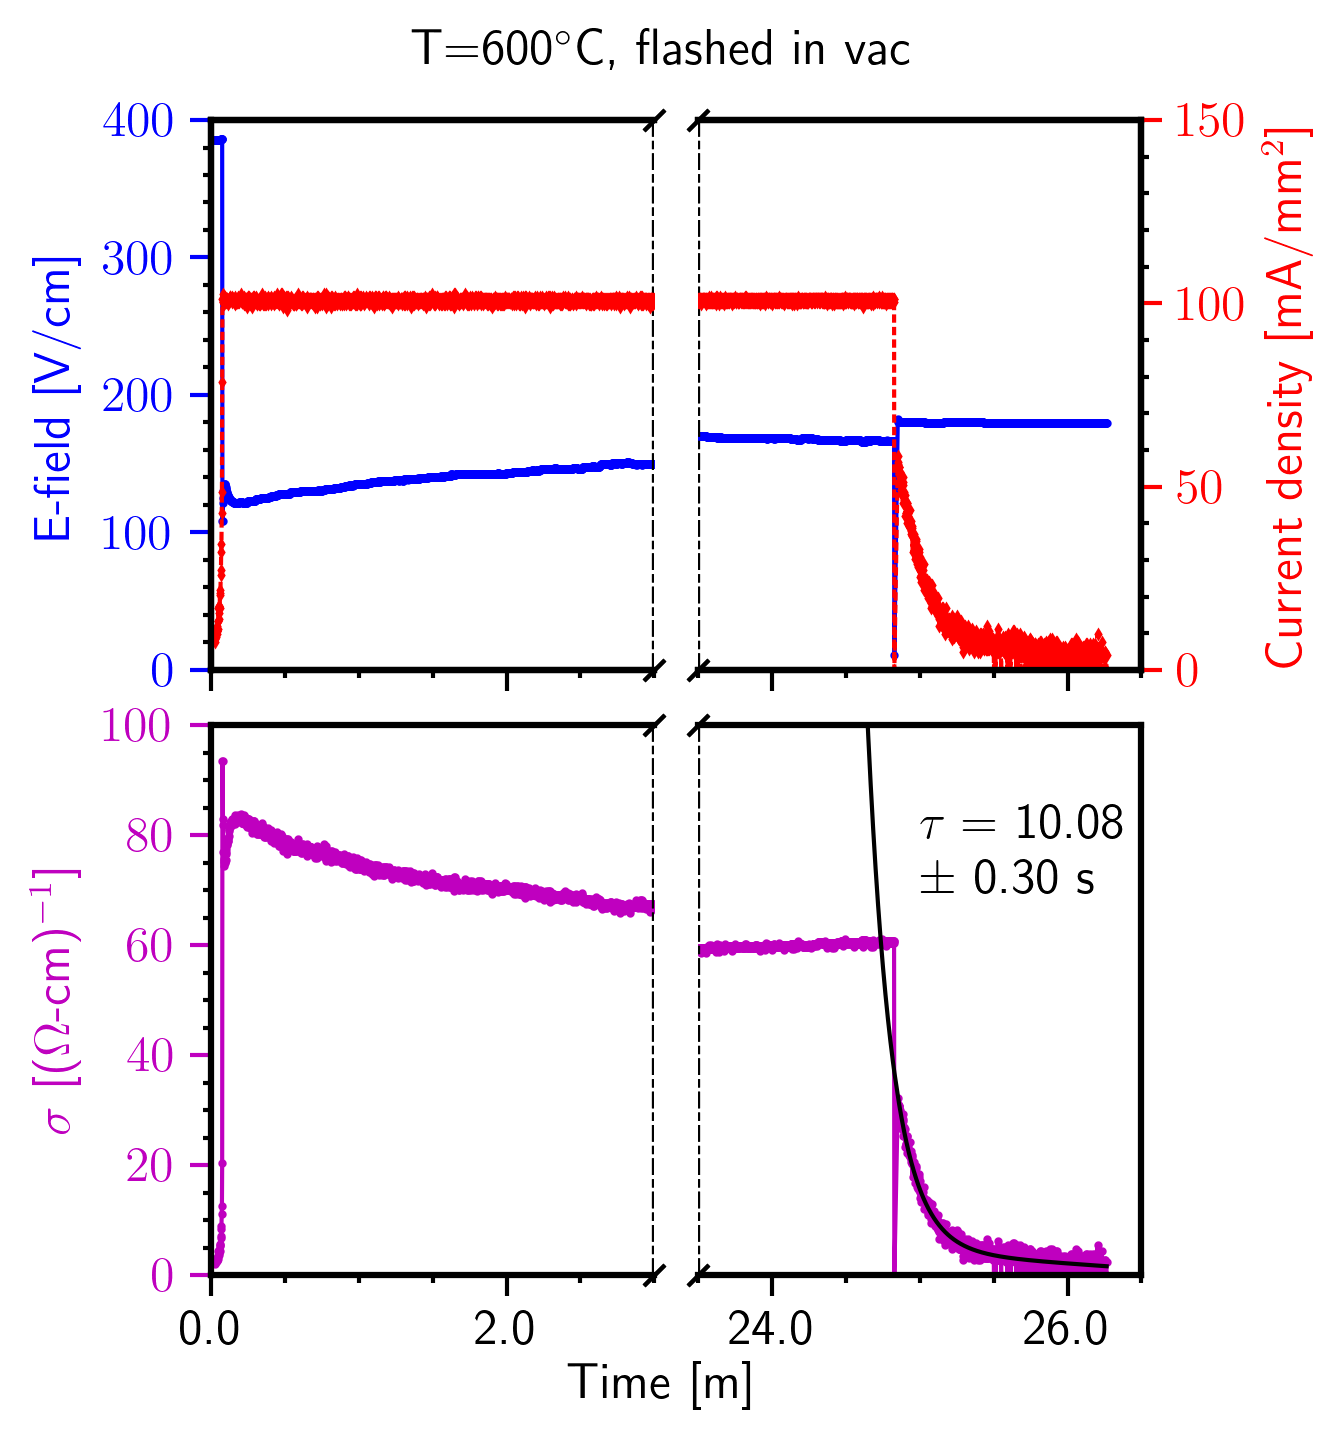 T=600°C, flashed in vac
400
300
200
100
0
E-field [V/cm]
150
100
50
0
Current density [mA/mm²]
100
80
60
40
20
0
σ [(Ω-cm)⁻¹]
τ = 10.08
± 0.30 s
0.0 2.0 24.0 26.0
Time [m]